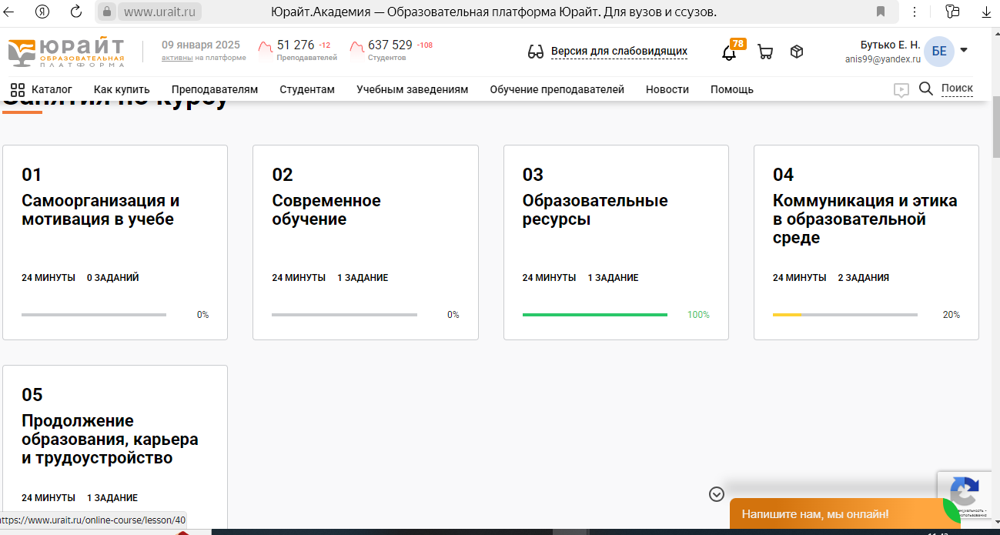 www.urait.ru
Юрайт.Академия — Образовательная платформа Юрайт. Для вузов и ссузов.
ЮРАЙТ
ОБРАЗОВАТЕЛЬНАЯ
ПЛАТФОРМА
09 января 2025
активны на платформе
51 276 -12
Преподавателей
637 529 -108
Студентов
Версия для слабовидящих
78
Бутько Е. Н.
anis99@yandex.ru
БЕ
Каталог Как купить Преподавателям Студентам Учебным заведениям Обучение преподавателей Новости Помощь
Поиск
Занятия по курсу
01
Самоорганизация и
мотивация в учебе
24 МИНУТЫ 0 ЗАДАНИЙ
0%
02
Современное
обучение
24 МИНУТЫ 1 ЗАДАНИЕ
0%
03
Образовательные
ресурсы
24 МИНУТЫ 1 ЗАДАНИЕ
100%
04
Коммуникация и этика
в образовательной
среде
24 МИНУТЫ 2 ЗАДАНИЯ
20%
05
Продолжение
образования, карьера
и трудоустройство
24 МИНУТЫ 1 ЗАДАНИЕ
ttps://www.urait.ru/online-course/lesson/40
Напишите нам, мы онлайн!